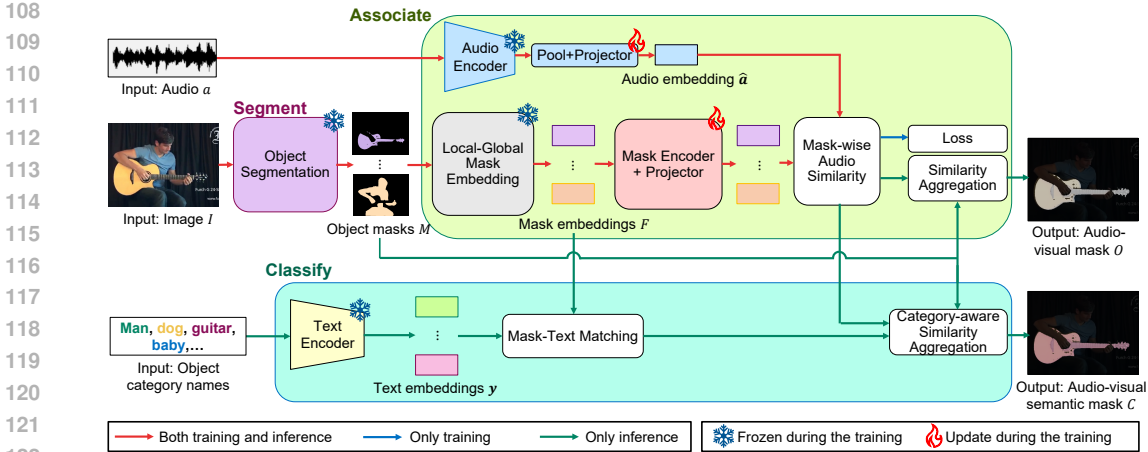 108
109
110
111
112
113
114
115
116
117
118
119
120
121
Associate
Audio
Encoder
Pool+Projector
Audio embedding â
Input: Audio a
Segment
Object
Segmentation
Input: Image I
Object masks M
Local-Global
Mask
Embedding
Mask embeddings F
Mask Encoder
+ Projector
Mask-wise
Audio
Similarity
Loss
Similarity
Aggregation
Output: Audio-
visual mask O
Classify
Man, dog, guitar,
baby,...
Input: Object
category names
Text
Encoder
Text embeddings y
Mask-Text Matching
Category-aware
Similarity
Aggregation
Output: Audio-visual
semantic mask C
Both training and inference
Only training
Only inference
Frozen during the training
Update during the training